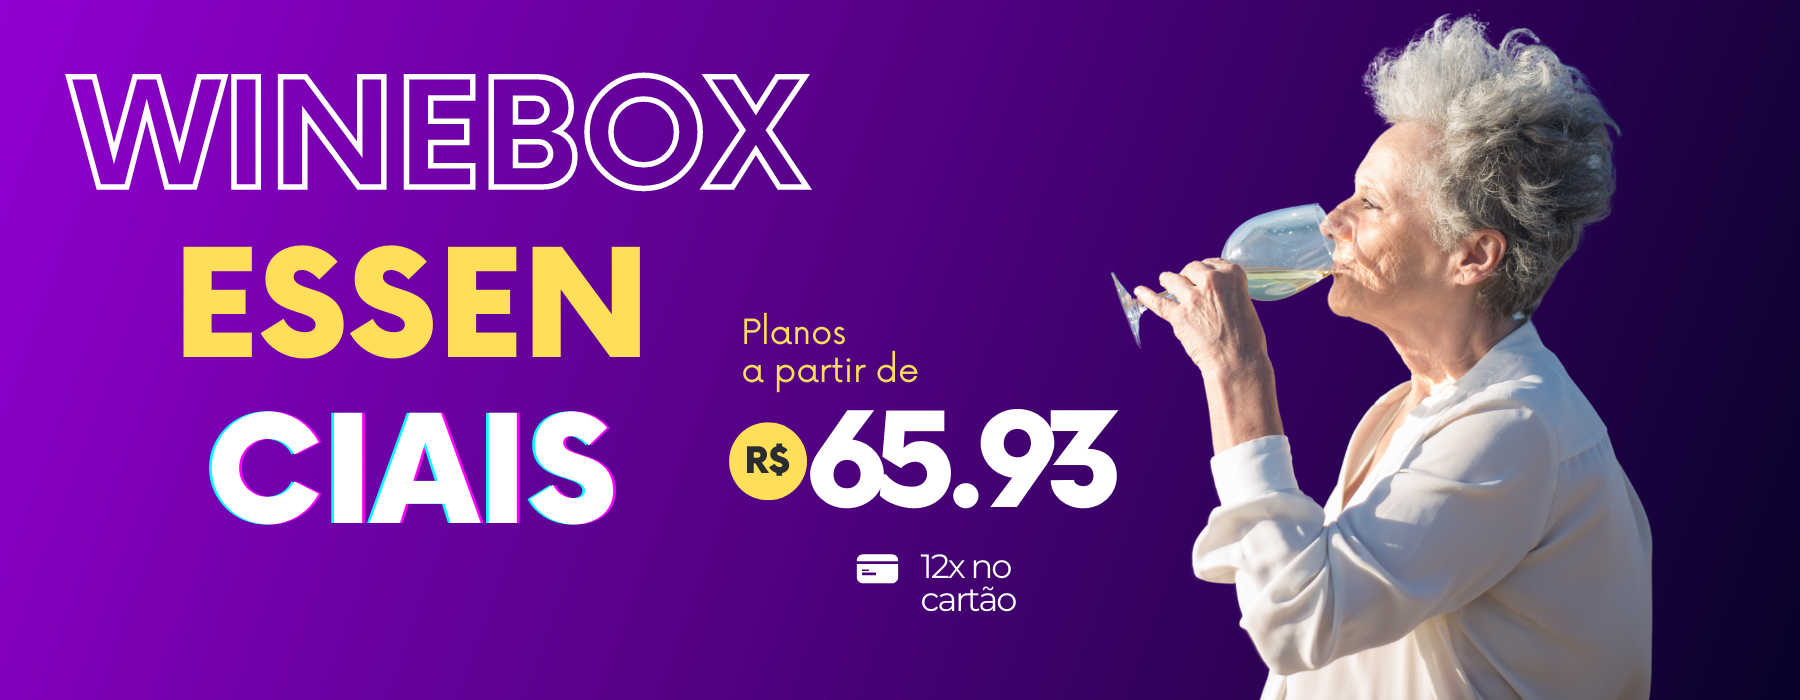 WINEBOX
ESSEN
CIAIS
Planos
a partir de
R$ 65.93
12x no
cartão